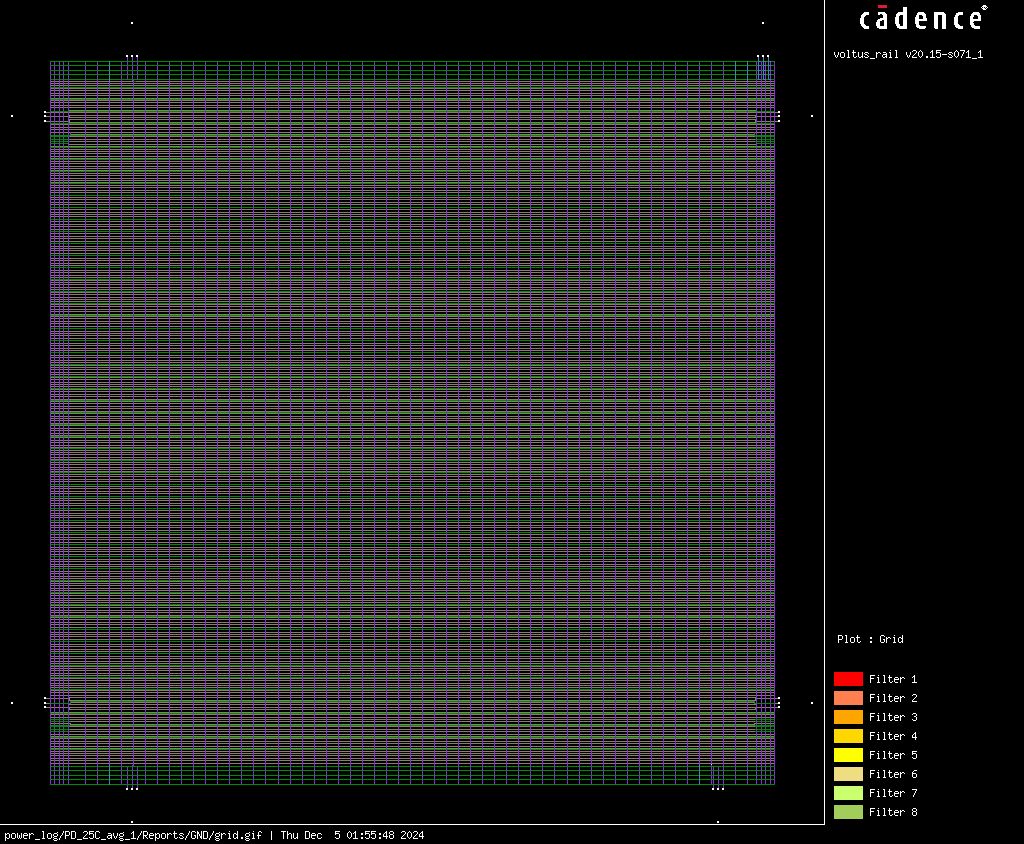 cādence®
voltus_rail v20.15-s071_1
Plot : Grid
Filter 1
Filter 2
Filter 3
Filter 4
Filter 5
Filter 6
Filter 7
Filter 8
power_log/PD_25C_avg_1/Reports/GND/grid.gif | Thu Dec  5 01:55:48 2024